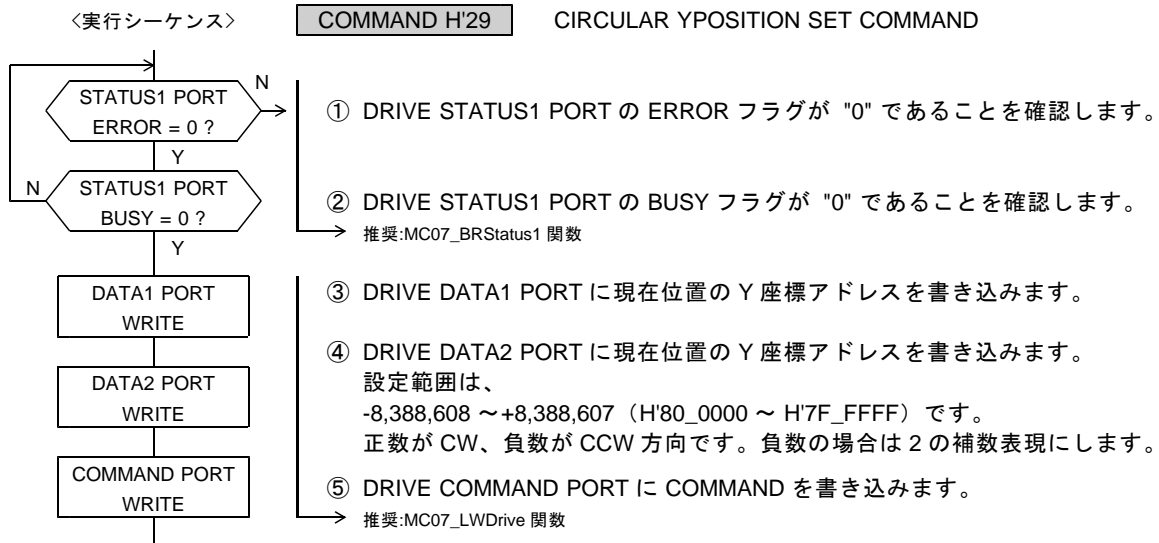 〈実行シーケンス〉 COMMAND H'29 CIRCULAR YPOSITION SET COMMAND
STATUS1 PORT
ERROR = 0 ?
N
① DRIVE STATUS1 PORT の ERROR フラグが "0" であることを確認します。
Y
N
STATUS1 PORT
BUSY = 0 ?
② DRIVE STATUS1 PORT の BUSY フラグが "0" であることを確認します。
推奨:MC07_BRStatus1 関数
Y
DATA1 PORT
WRITE
③ DRIVE DATA1 PORT に現在位置の Y 座標アドレスを書き込みます。
DATA2 PORT
WRITE
④ DRIVE DATA2 PORT に現在位置の Y 座標アドレスを書き込みます。
設定範囲は、
-8,388,608 ～+8,388,607（H'80_0000 ～ H'7F_FFFF）です。
正数が CW、負数が CCW 方向です。負数の場合は 2 の補数表現にします。
COMMAND PORT
WRITE
⑤ DRIVE COMMAND PORT に COMMAND を書き込みます。
推奨:MC07_LWDrive 関数